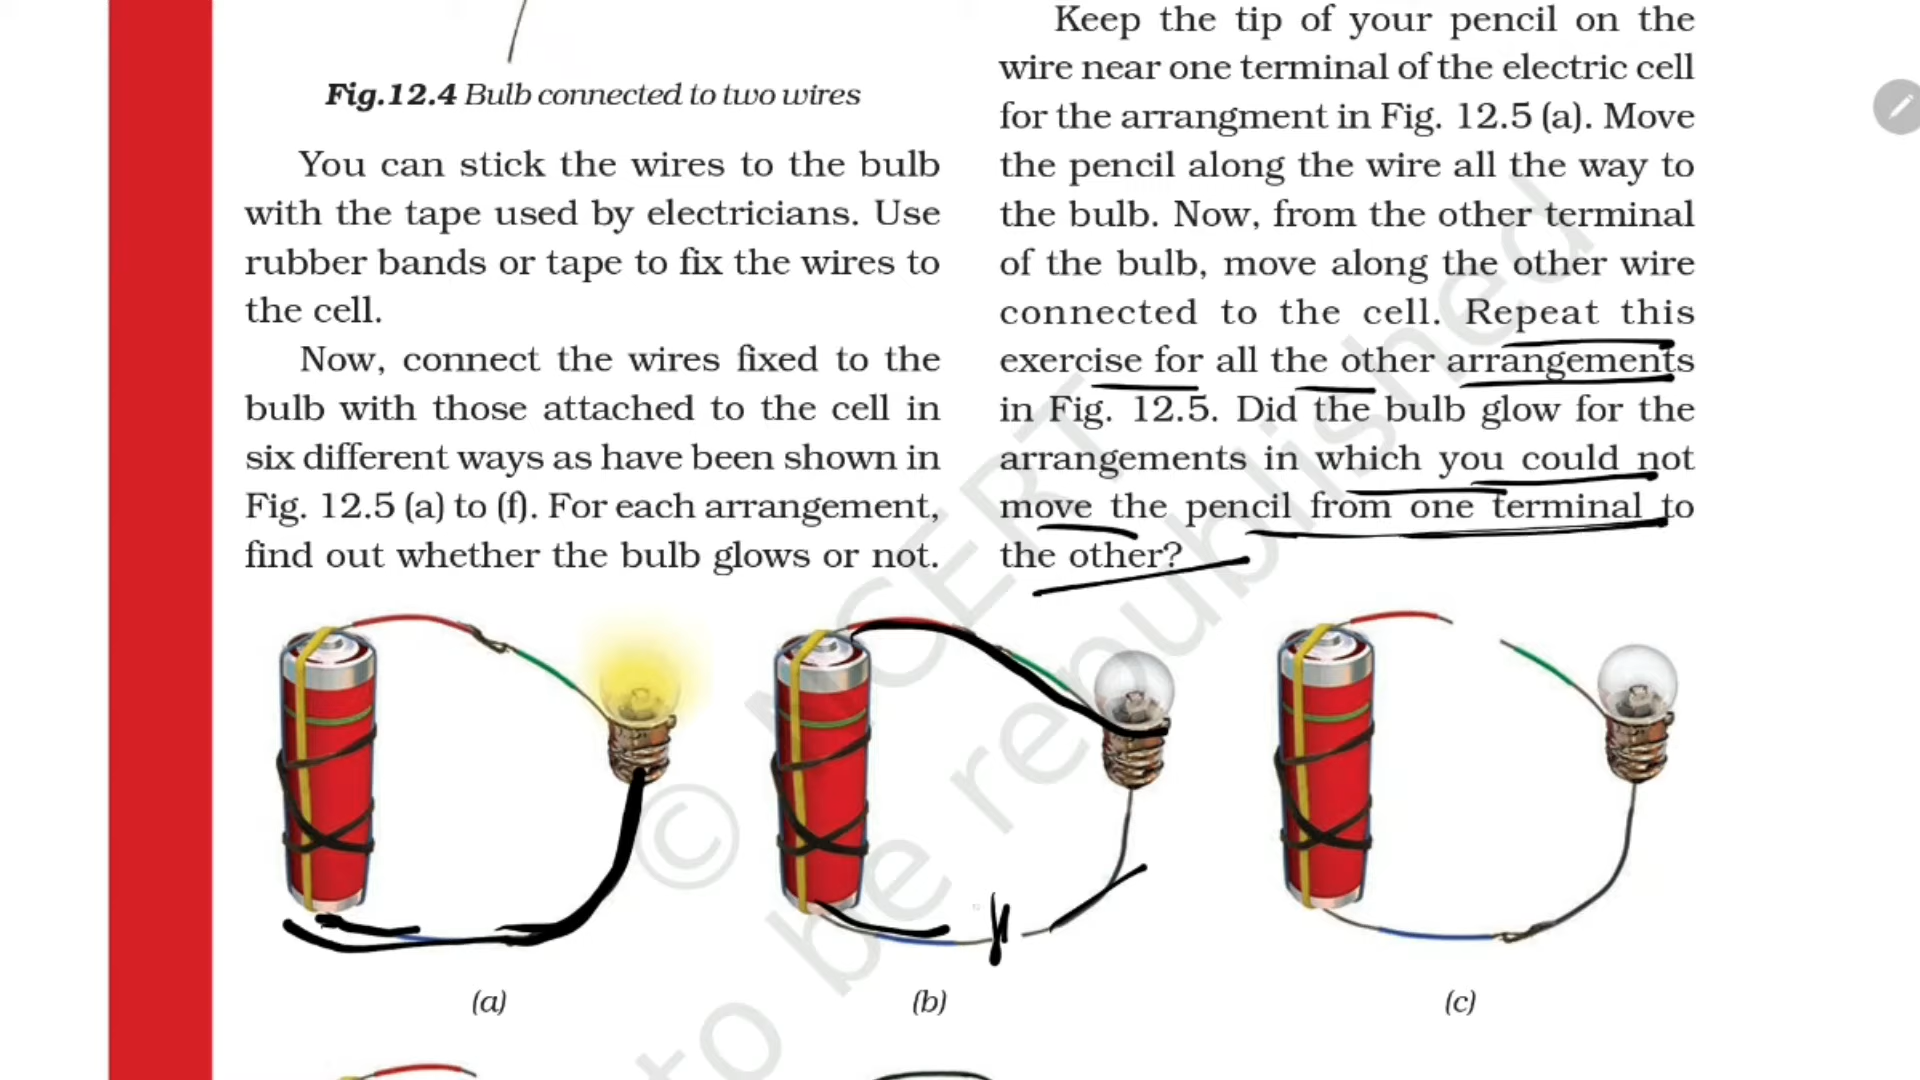 Fig.12.4 Bulb connected to two wires
You can stick the wires to the bulb
with the tape used by electricians. Use
rubber bands or tape to fix the wires to
the cell.
Now, connect the wires fixed to the
bulb with those attached to the cell in
six different ways as have been shown in
Fig. 12.5 (a) to (f). For each arrangement,
find out whether the bulb glows or not.
Keep the tip of your pencil on the
wire near one terminal of the electric cell
for the arrangment in Fig. 12.5 (a). Move
the pencil along the wire all the way to
the bulb. Now, from the other terminal
of the bulb, move along the other wire
connected to the cell. Repeat this
exercise for all the other arrangements
in Fig. 12.5. Did the bulb glow for the
arrangements in which you could not
move the pencil from one terminal to
the other?
(a)
(b)
(c)
© NCERT
to be republished